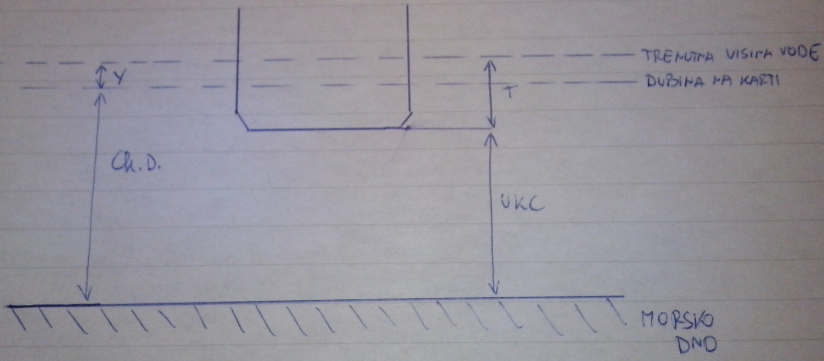 TRENUTNA VISINA VODE
Y
DUBINA NA KARTI
T
Ch.D.
UKC
MORSKO
DNO